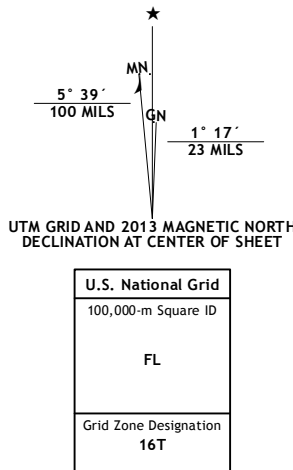 ★
MN
5° 39´
100 MILS
GN
1° 17´
23 MILS
UTM GRID AND 2013 MAGNETIC NORTH
DECLINATION AT CENTER OF SHEET
U.S. National Grid
100,000-m Square ID
FL
Grid Zone Designation
16T